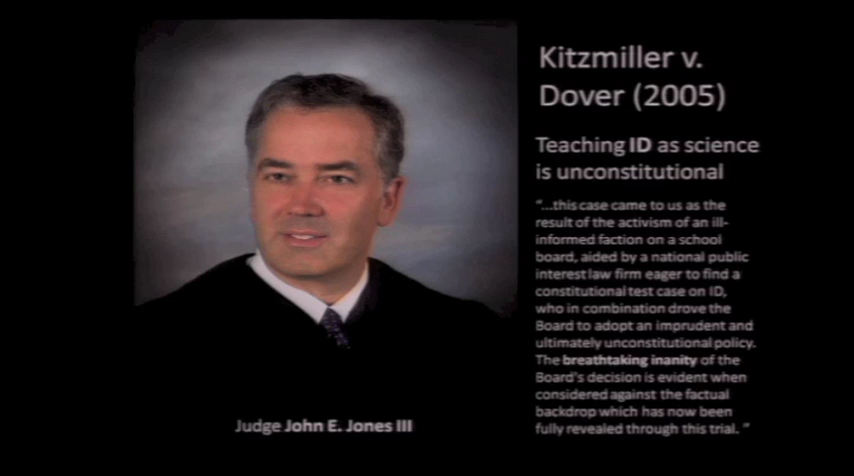 Kitzmiller v.
Dover (2005)
Teaching ID as science
is unconstitutional
“...this case came to us as the
result of the activism of an ill-
informed faction on a school
board, aided by a national public
interest law firm eager to find a
constitutional test case on ID,
who in combination drove the
Board to adopt an imprudent and
ultimately unconstitutional policy.
The breathtaking inanity of the
Board's decision is evident when
considered against the factual
backdrop which has now been
fully revealed through this trial. ”
Judge John E. Jones III